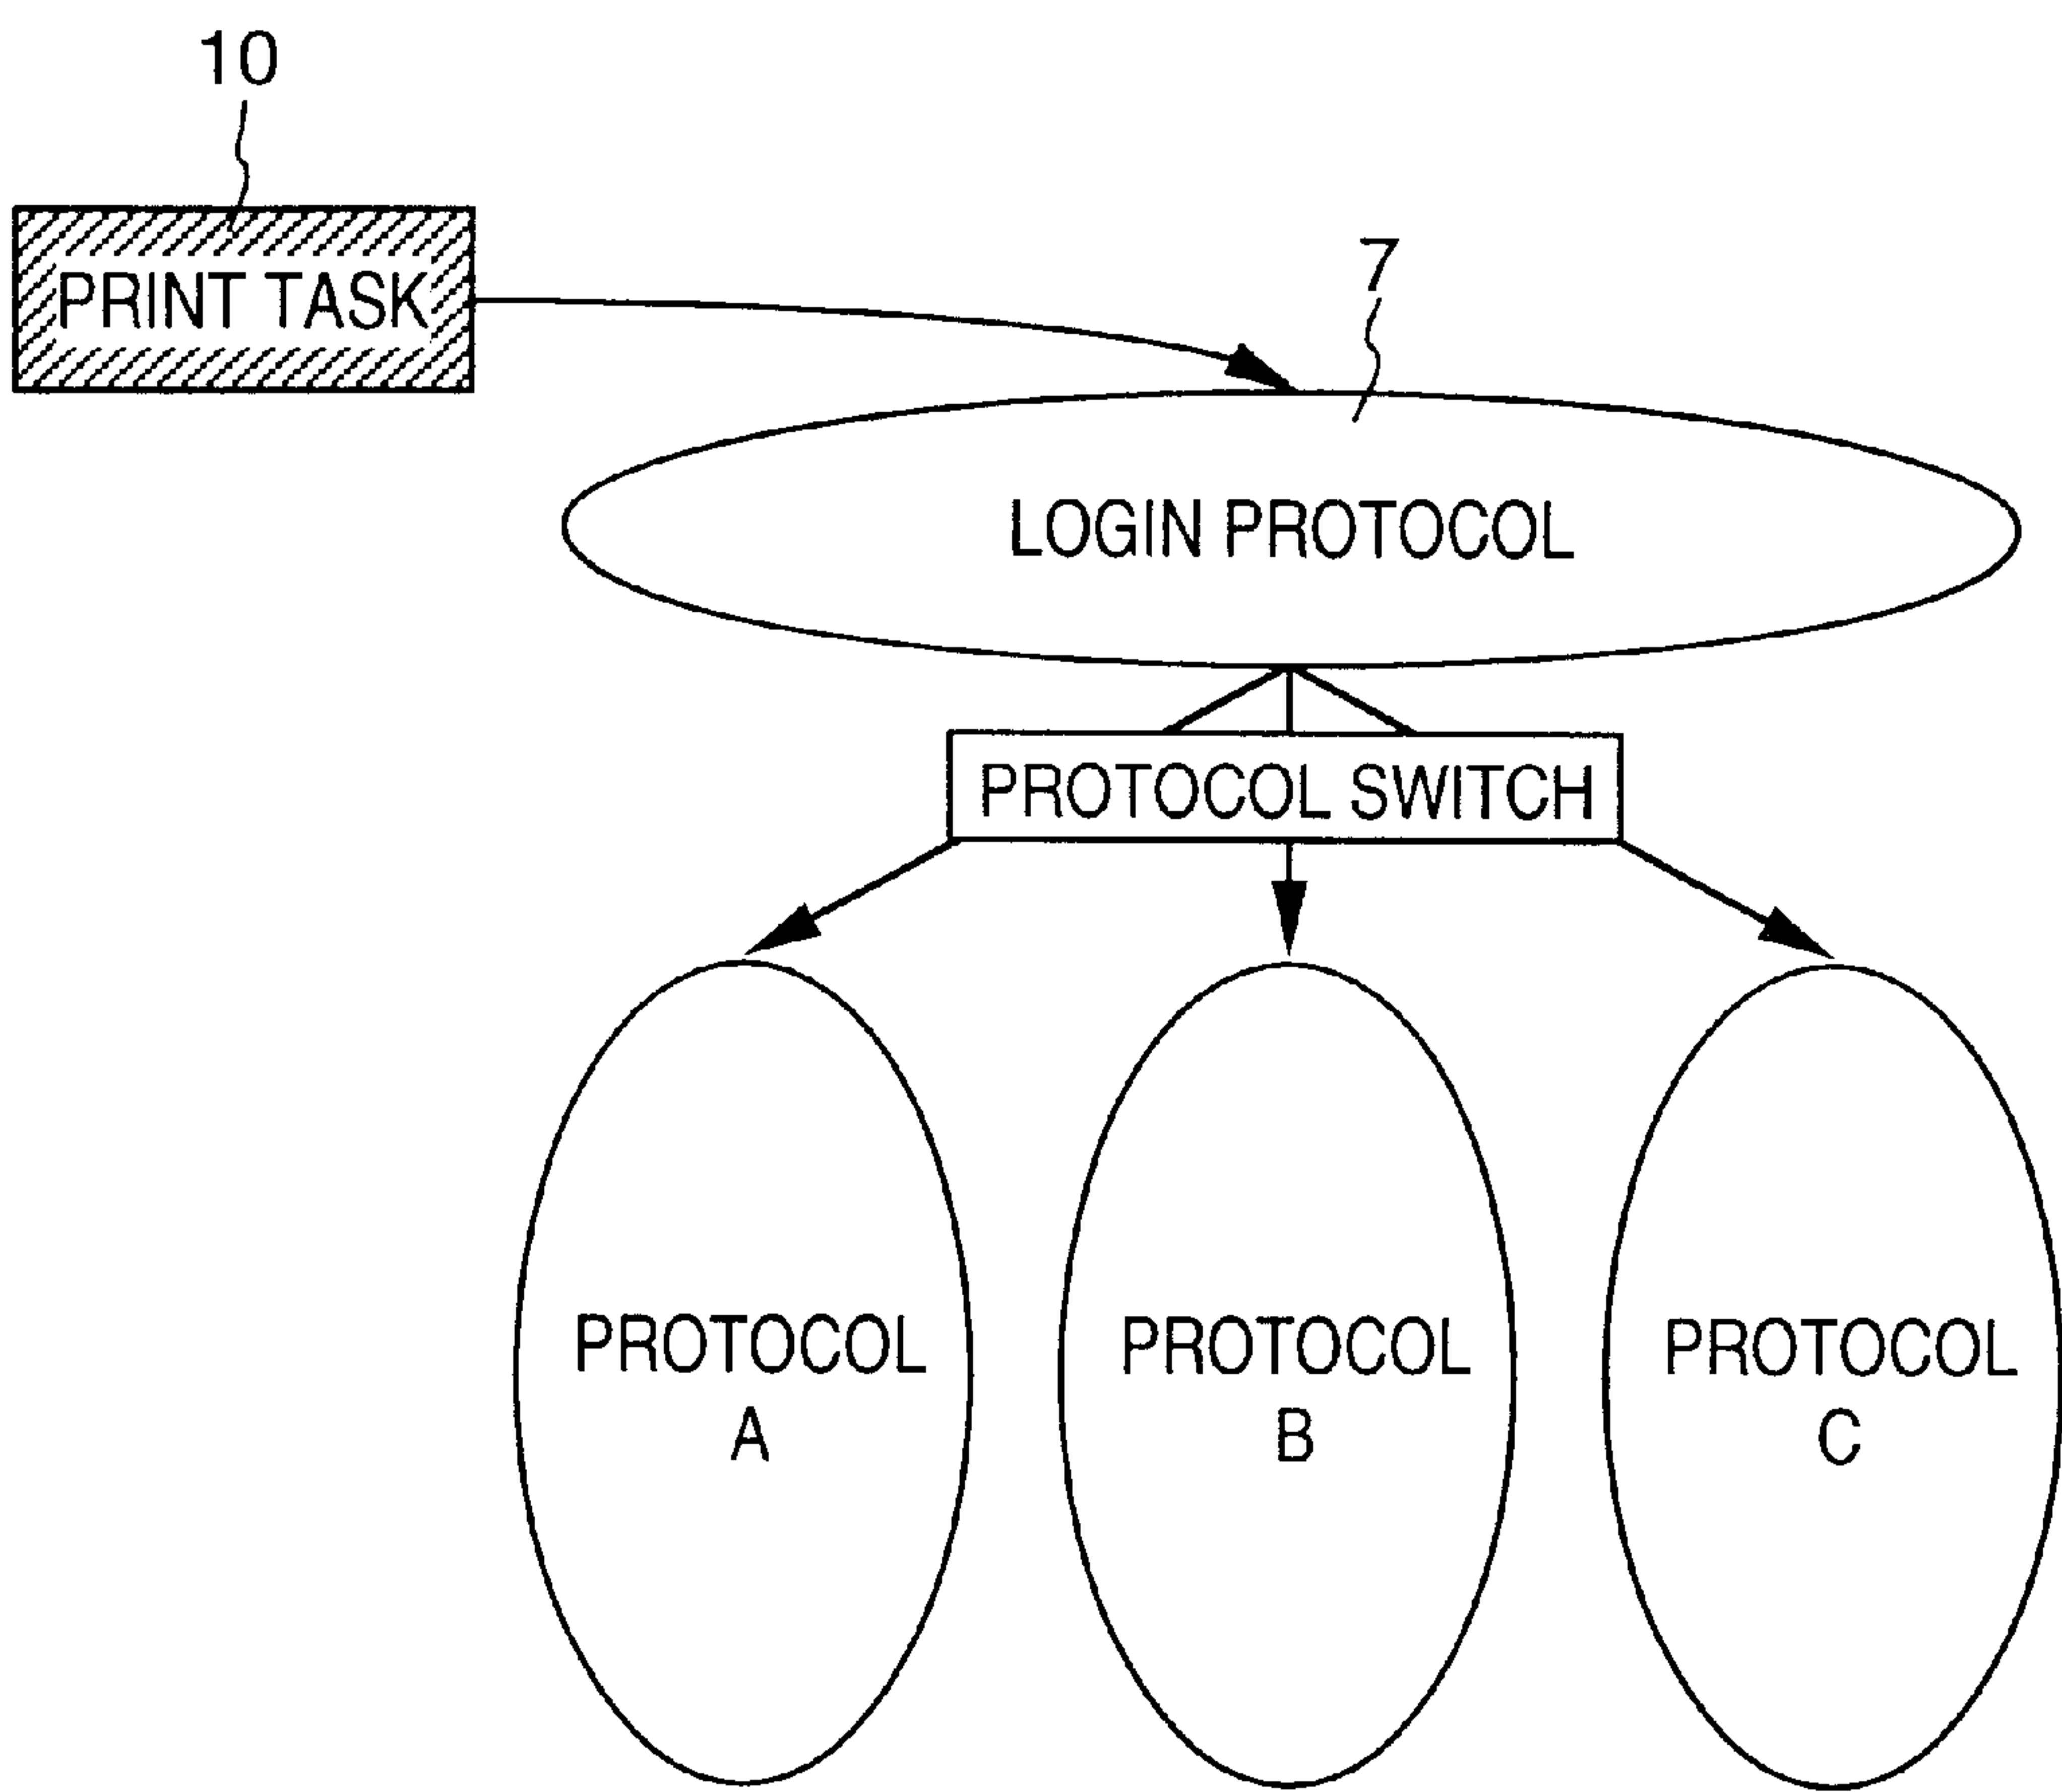 10
PRINT TASK
7
LOGIN PROTOCOL
PROTOCOL SWITCH
PROTOCOL
A
PROTOCOL
B
PROTOCOL
C